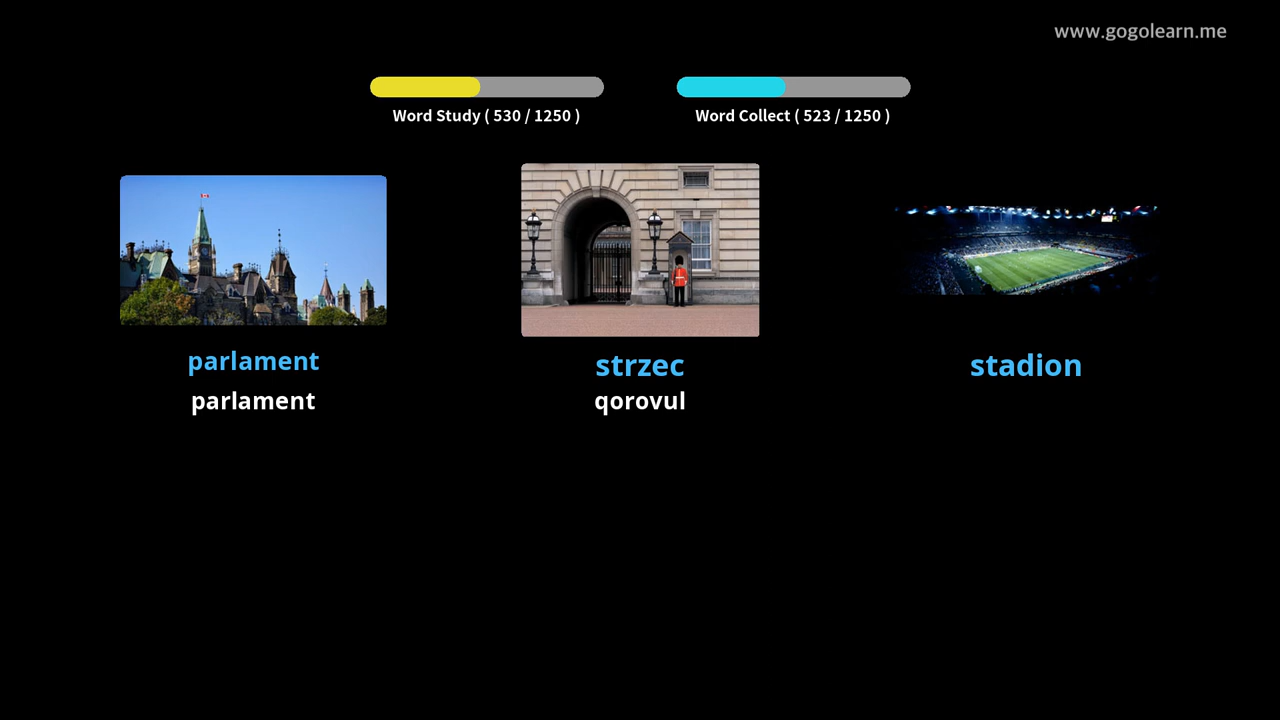 www.gogolearn.me
Word Study ( 530 / 1250 )
Word Collect ( 523 / 1250 )
parlament
parlament
strzec
qorovul
stadion